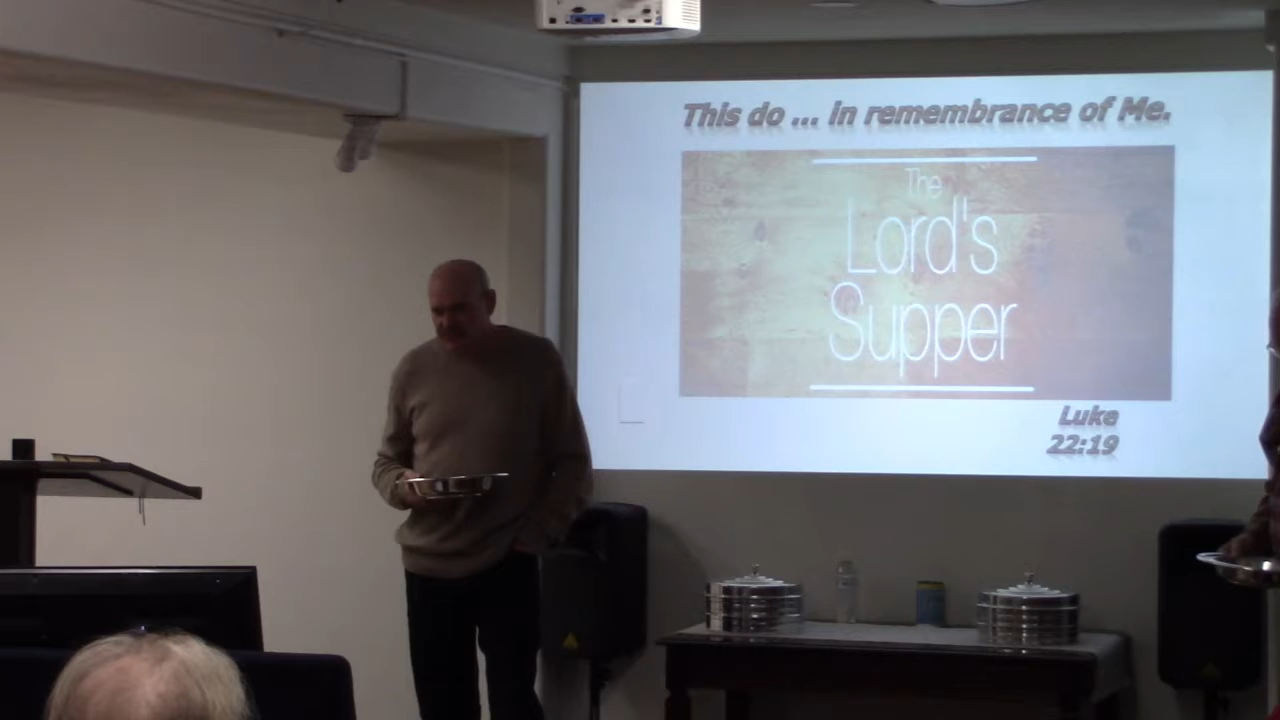 This do ... in remembrance of Me.
The
Lord's
Supper
Luke
22:19